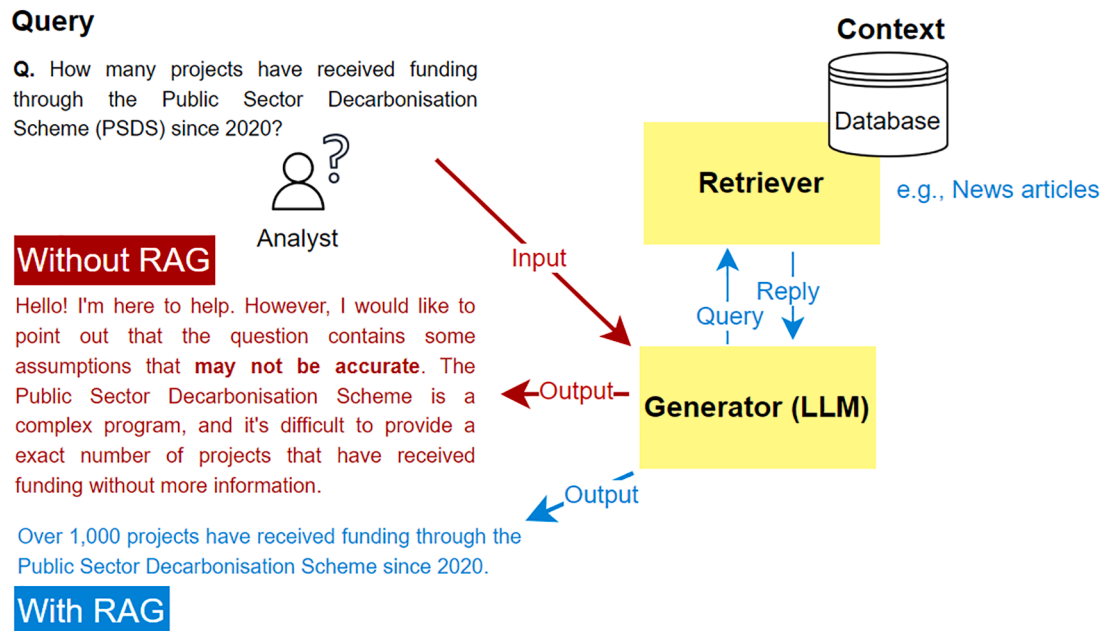 Query
Q. How many projects have received funding
through the Public Sector Decarbonisation
Scheme (PSDS) since 2020?
Analyst
Without RAG
Hello! I'm here to help. However, I would like to
point out that the question contains some
assumptions that may not be accurate. The
Public Sector Decarbonisation Scheme is a
complex program, and it's difficult to provide a
exact number of projects that have received
funding without more information.
Over 1,000 projects have received funding through the
Public Sector Decarbonisation Scheme since 2020.
With RAG
Input
Output
Output
Context
Database
Retriever
e.g., News articles
Reply
Query
Generator (LLM)